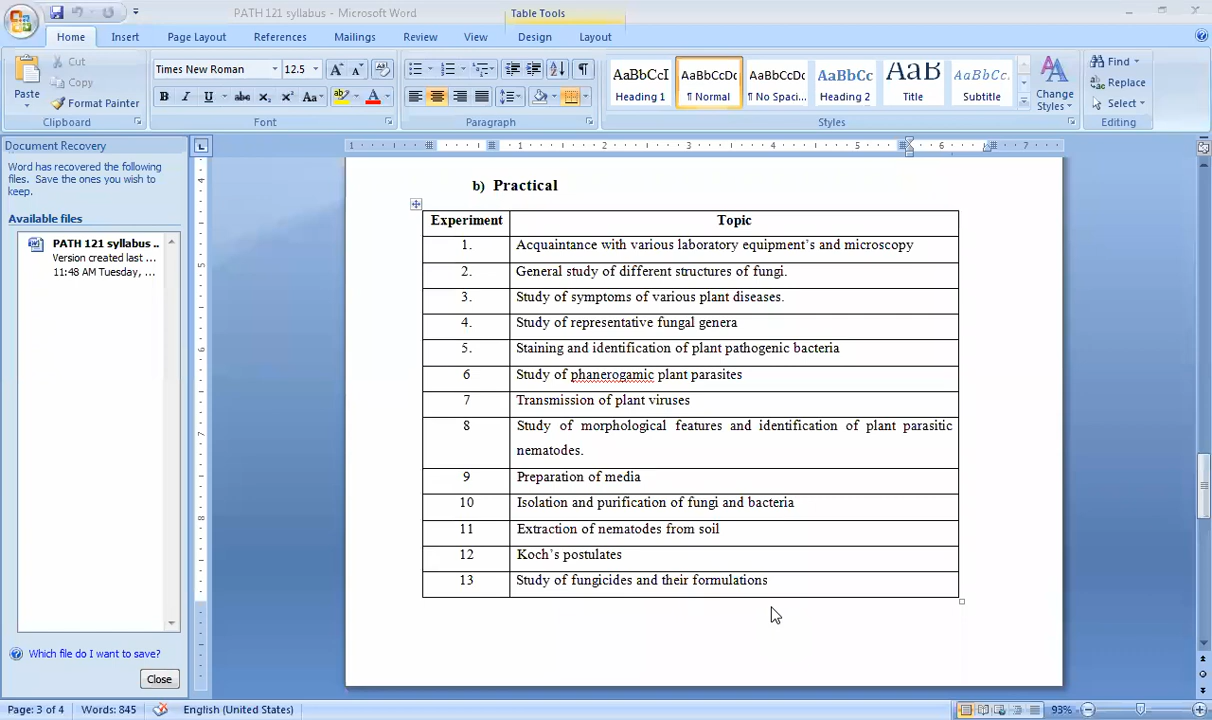 PATH 121 syllabus - Microsoft Word
Table Tools
Home Insert Page Layout References Mailings Review View Design Layout
Paste
Cut
Copy
Format Painter
Clipboard
Times New Roman 12.5
Font
Paragraph
AaBbCcI AaBbCcDc AaBbCcDc AaBbCc AaB AaBbCc.
Heading 1 ¶ Normal ¶ No Spaci... Heading 2 Title Subtitle
Change Styles
Styles
Find
Replace
Select
Editing
Document Recovery
Word has recovered the following
files. Save the ones you wish to
keep.
Available files
PATH 121 syllabus ..
Version created last ...
11:48 AM Tuesday, ...
Which file do I want to save?
Close
b) Practical
Experiment Topic
1. Acquaintance with various laboratory equipment’s and microscopy
2. General study of different structures of fungi.
3. Study of symptoms of various plant diseases.
4. Study of representative fungal genera
5. Staining and identification of plant pathogenic bacteria
6 Study of phanerogamic plant parasites
7 Transmission of plant viruses
8 Study of morphological features and identification of plant parasitic
nematodes.
9 Preparation of media
10 Isolation and purification of fungi and bacteria
11 Extraction of nematodes from soil
12 Koch’s postulates
13 Study of fungicides and their formulations
Page: 3 of 4 Words: 845 English (United States) 93%